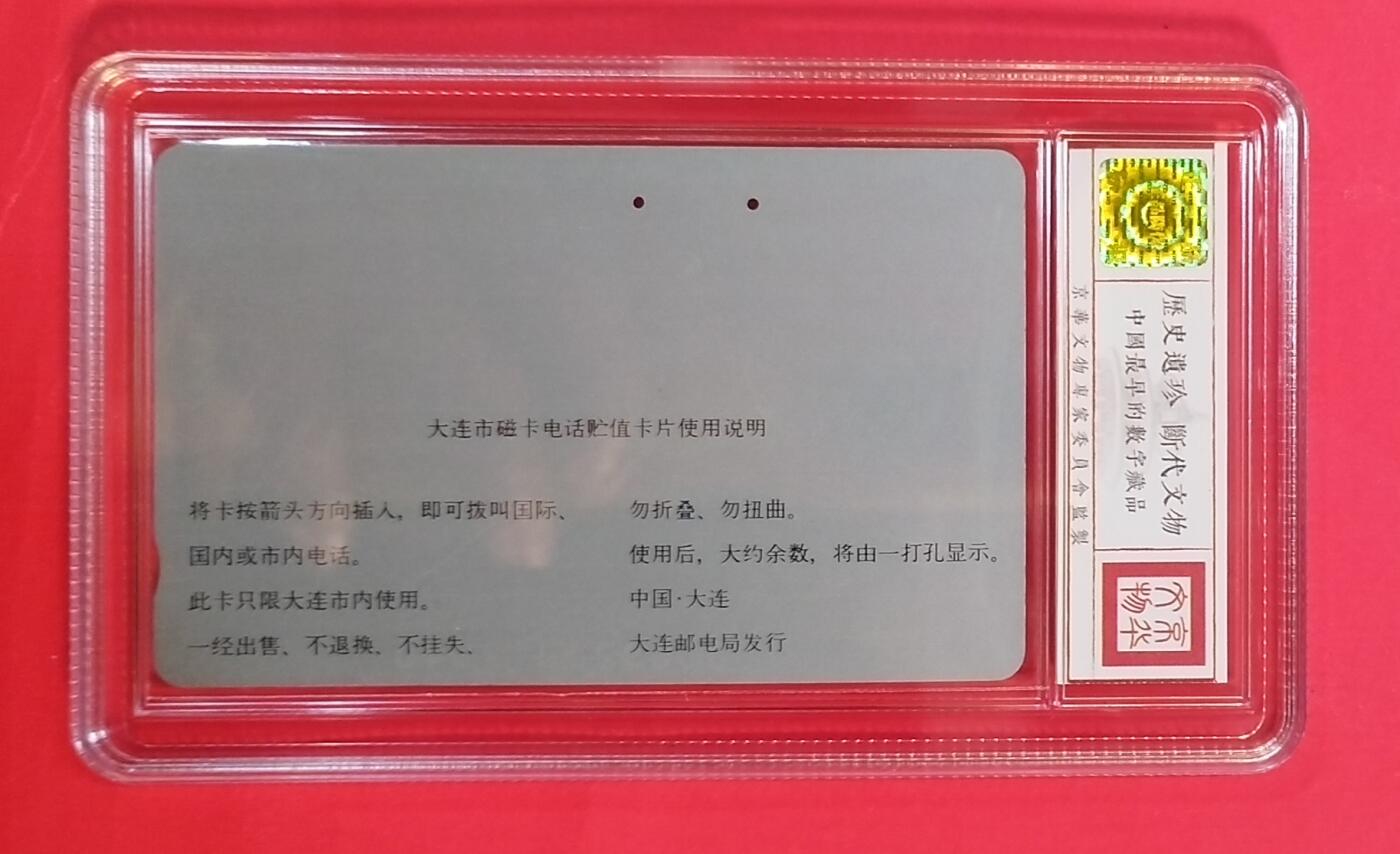 大连市磁卡电话贮值卡片使用说明
将卡按箭头方向插入，即可拨叫国际、
国内或市内电话。
此卡只限大连市内使用。
一经出售、不退换、不挂失、
勿折叠、勿扭曲。
使用后，大约余数，将由一打孔显示。
中国·大连
大连邮电局发行
歷史遺珍 斷代文物
中國最早的數字藏品
京華文物專家委員會監製
京华文物